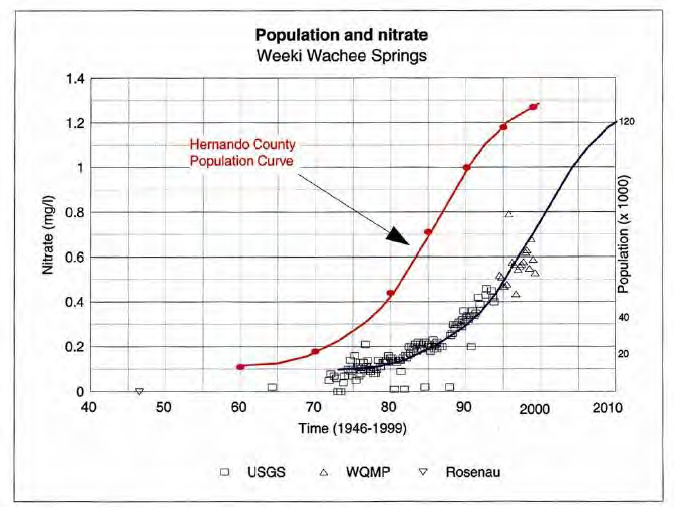 Population and nitrate
Weeki Wachee Springs
1.4
1.2
1
0.8
0.6
0.4
0.2
0
Nitrate (mg/l)
Hernando County
Population Curve
120
40
20
Population (x 1000)
40 50 60 70 80 90 2000 2010
Time (1946-1999)
USGS WQMP Rosenau